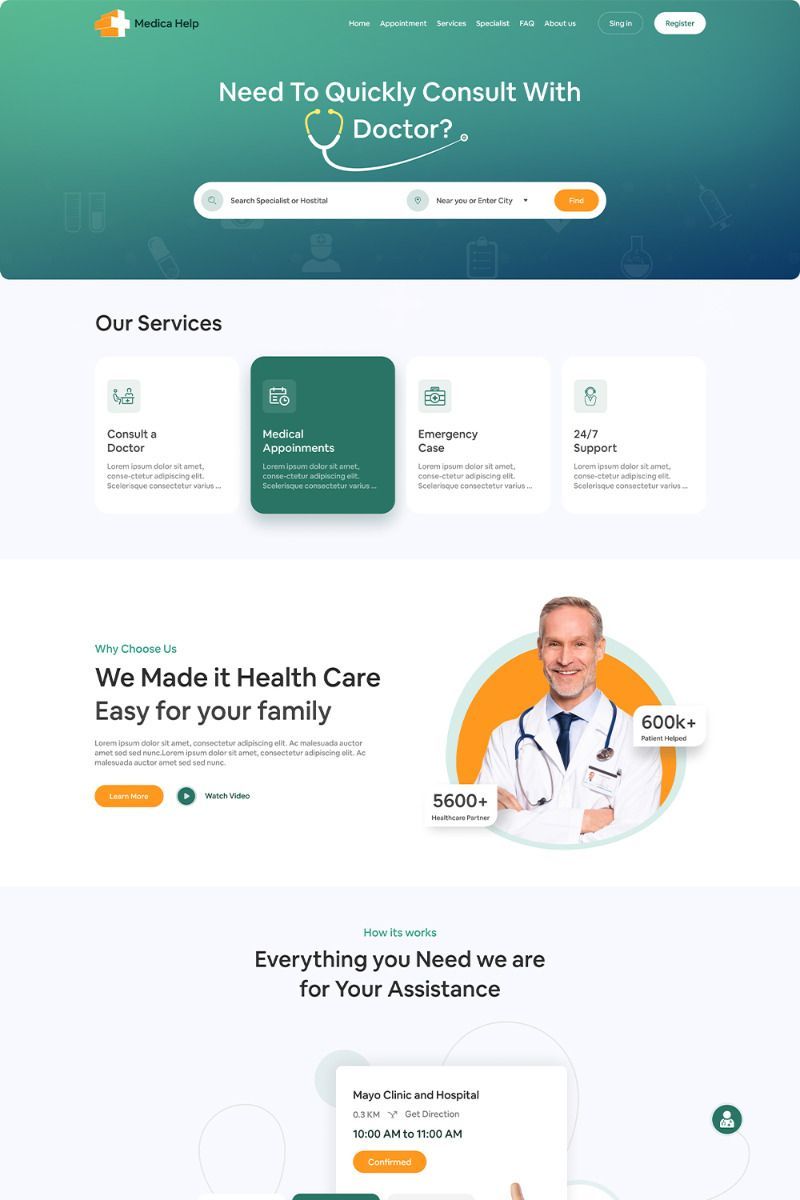 Medica Help
Home Appointment Services Specialist FAQ About us Sing in Register
Need To Quickly Consult With
Doctor?
Search Specialist or Hostital Near you or Enter City Find
Our Services
Consult a
Doctor
Lorem ipsum dolor sit amet,
conse-ctetur adipiscing elit.
Scelerisque consectetur varius ...
Medical
Appoinments
Lorem ipsum dolor sit amet,
conse-ctetur adipiscing elit.
Scelerisque consectetur varius ...
Emergency
Case
Lorem ipsum dolor sit amet,
conse-ctetur adipiscing elit.
Scelerisque consectetur varius ...
24/7
Support
Lorem ipsum dolor sit amet,
conse-ctetur adipiscing elit.
Scelerisque consectetur varius ...
Why Choose Us
We Made it Health Care
Easy for your family
Lorem ipsum dolor sit amet, consectetur adipiscing elit. Ac malesuada auctor
amet sed sed nunc.Lorem ipsum dolor sit amet, consectetur adipiscing elit. Ac
malesuada auctor amet sed sed nunc.
Learn More Watch Video
600k+
Patient Helped
5600+
Healthcare Partner
How its works
Everything you Need we are
for Your Assistance
Mayo Clinic and Hospital
0.3 KM Get Direction
10:00 AM to 11:00 AM
Confirmed